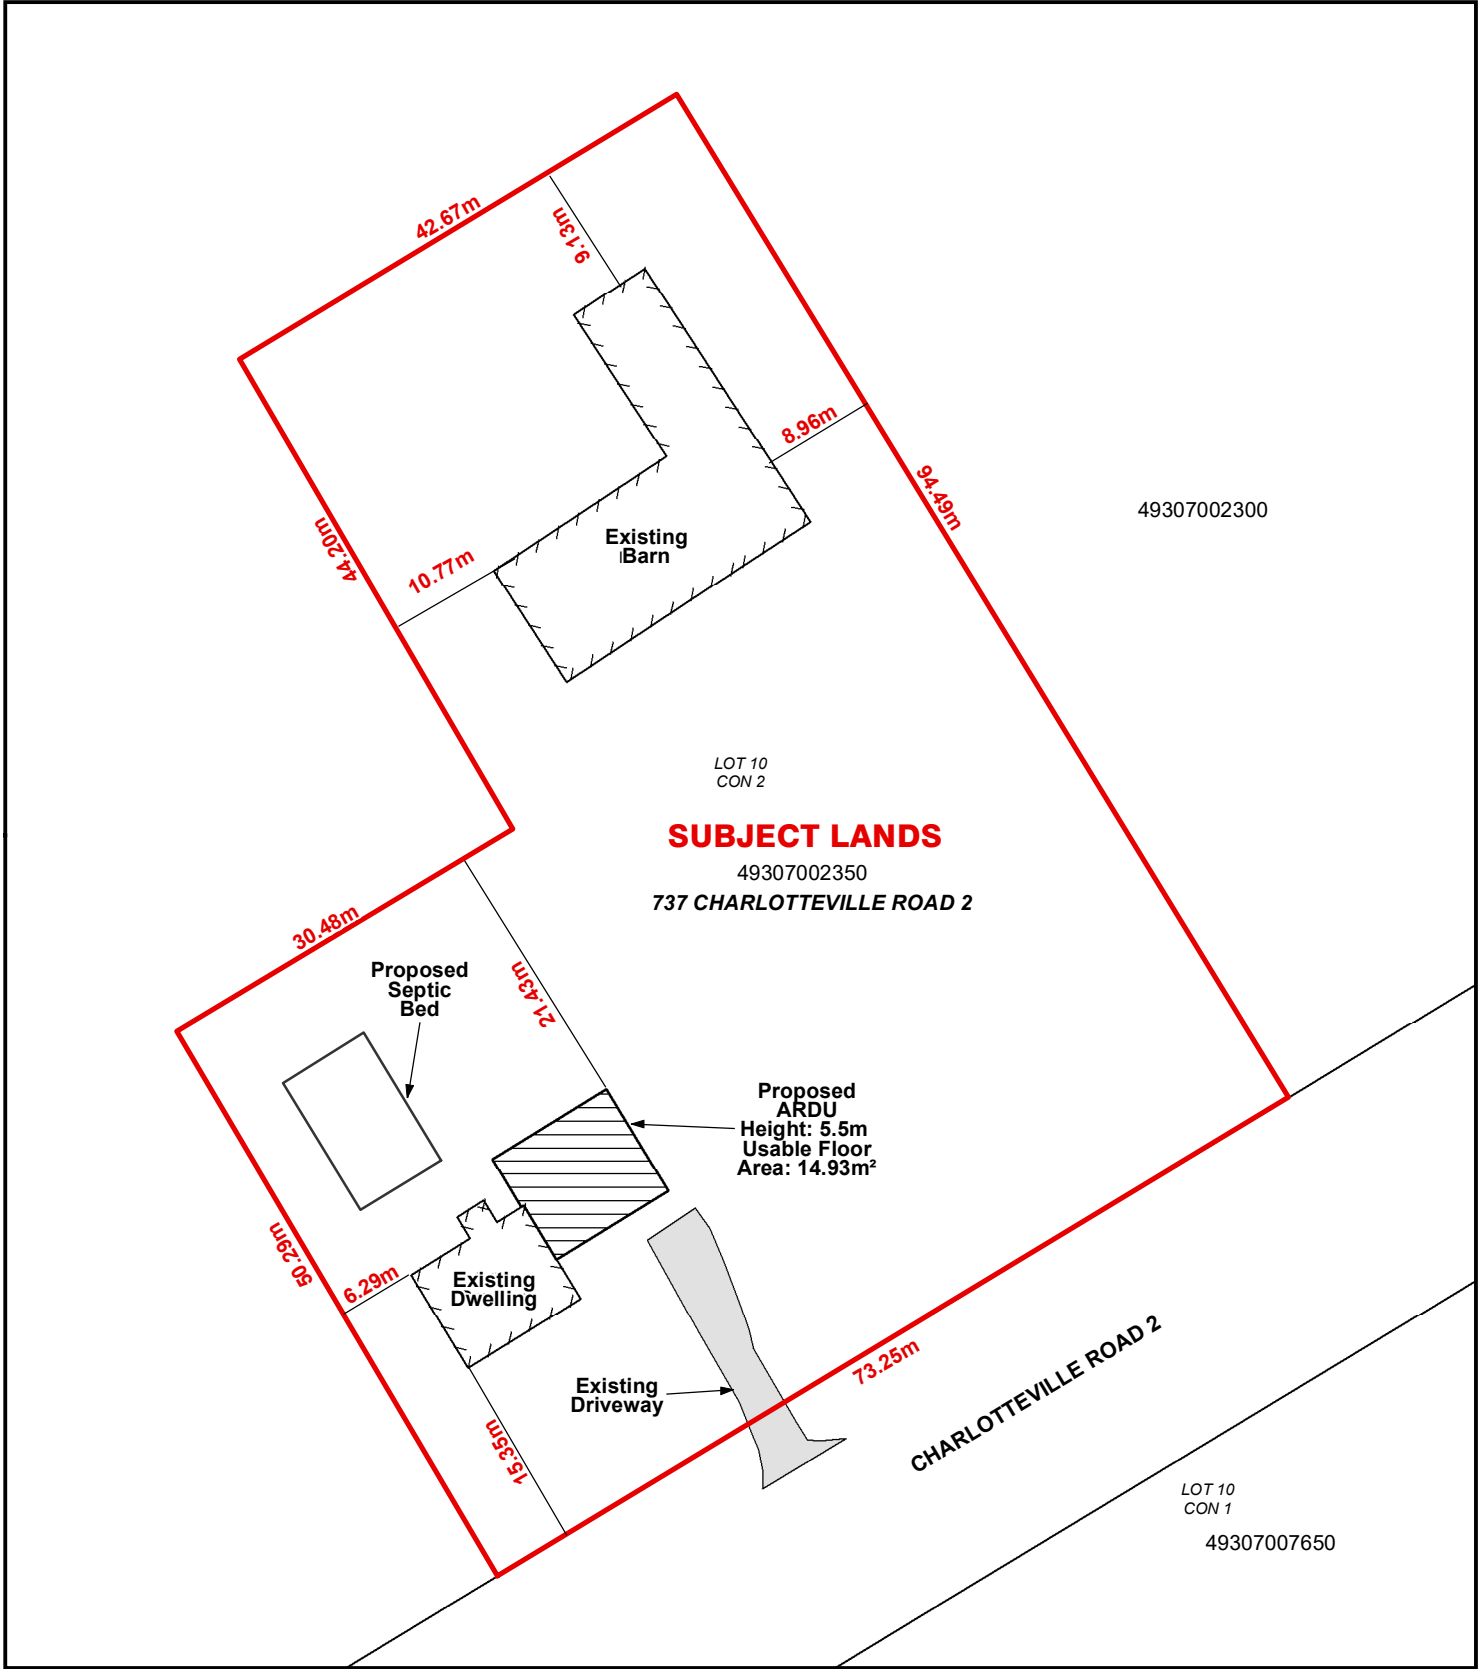 42.67m
9.13m
8.96m
94.49m
49307002300
44.20m
10.77m
Existing
Barn
LOT 10
CON 2
SUBJECT LANDS
49307002350
737 CHARLOTTEVILLE ROAD 2
30.48m
Proposed
Septic
Bed
21.43m
Proposed
ARDU
Height: 5.5m
Usable Floor
Area: 14.93m²
50.29m
6.29m
Existing
Dwelling
73.25m
CHARLOTTEVILLE ROAD 2
Existing
Driveway
15.35m
LOT 10
CON 1
49307007650